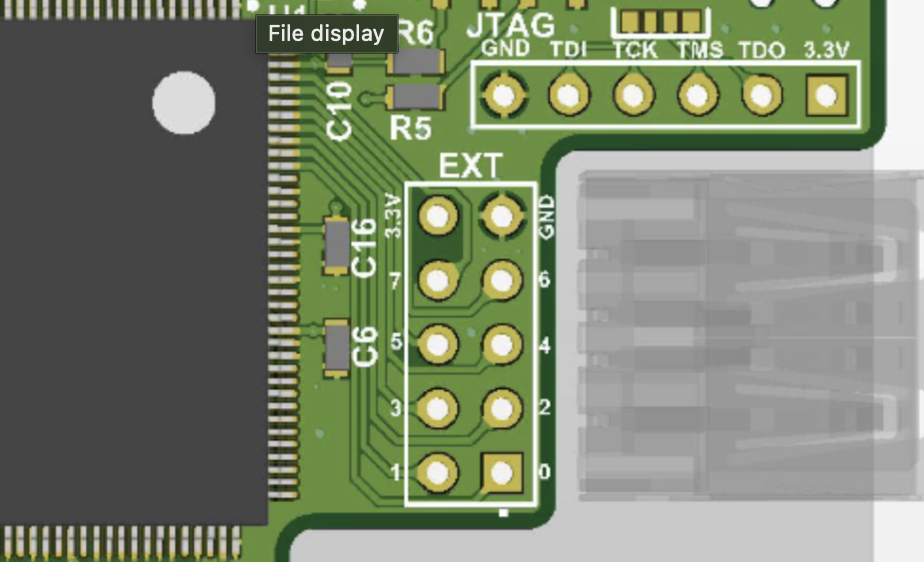 File display
R6
JTAG
GND TDI TCK TMS TDO 3.3V
C10
R5
EXT
3.3V
GND
C16
7
6
C6
5
4
3
2
1
0